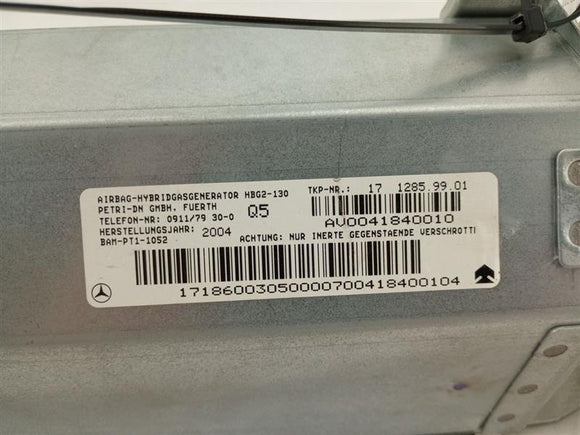 AIRBAG-HYBRIDGASGENERATOR HBG2-130 TKP-NR.: 17 1285.99.01
PETRI-DN GMBH. FUERTH
TELEFON-NR: 0911/79 30-0 Q5
AV0041840010
HERSTELLUNGSJAHR: 2004
BAM-PT1-1052 ACHTUNG: NUR INERTE GEGENSTAENDE VERSCHROTTI
17186003050000700418400104